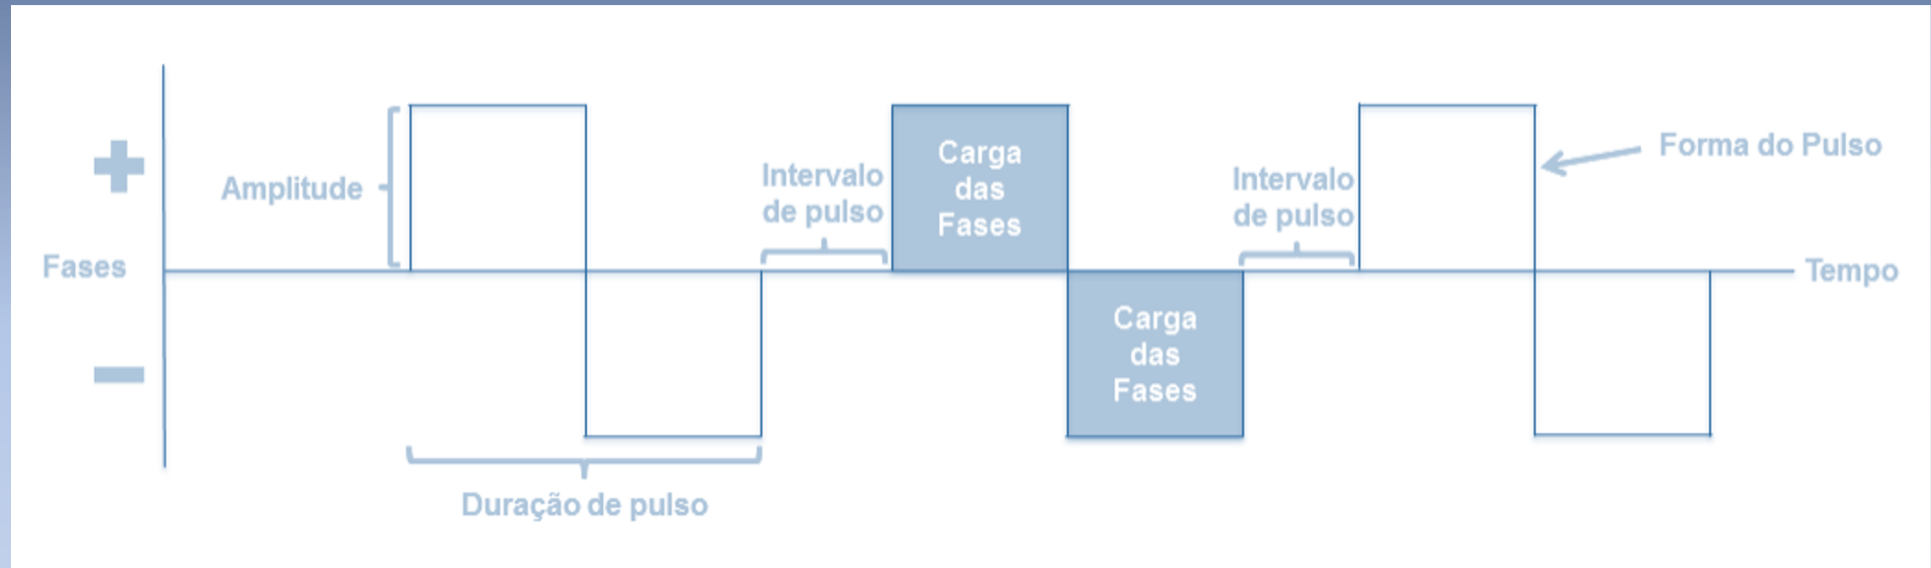 Amplitude
Intervalo
de pulso
Carga
das
Fases
Intervalo
de pulso
Forma do Pulso
Fases
Tempo
Carga
das
Fases
Duração de pulso